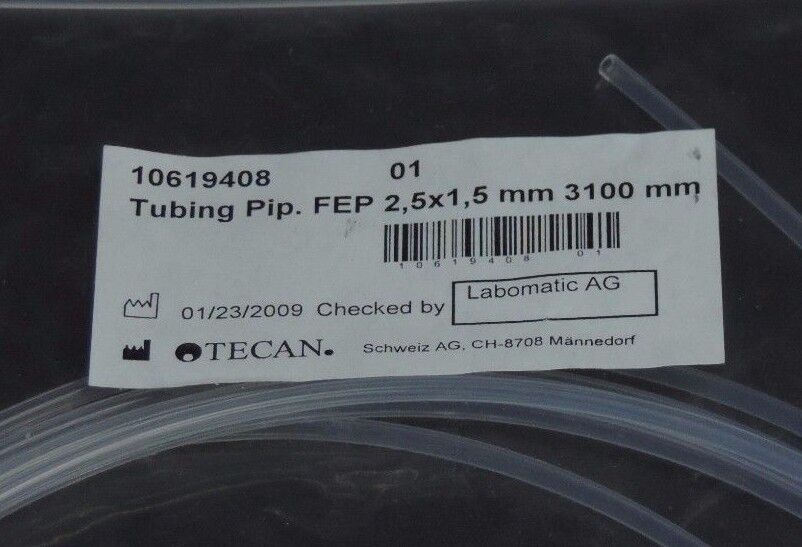 10619408 01
Tubing Pip. FEP 2,5x1,5 mm 3100 mm
10619408 01
01/23/2009 Checked by Labomatic AG
TECAN. Schweiz AG, CH-8708 Männedorf